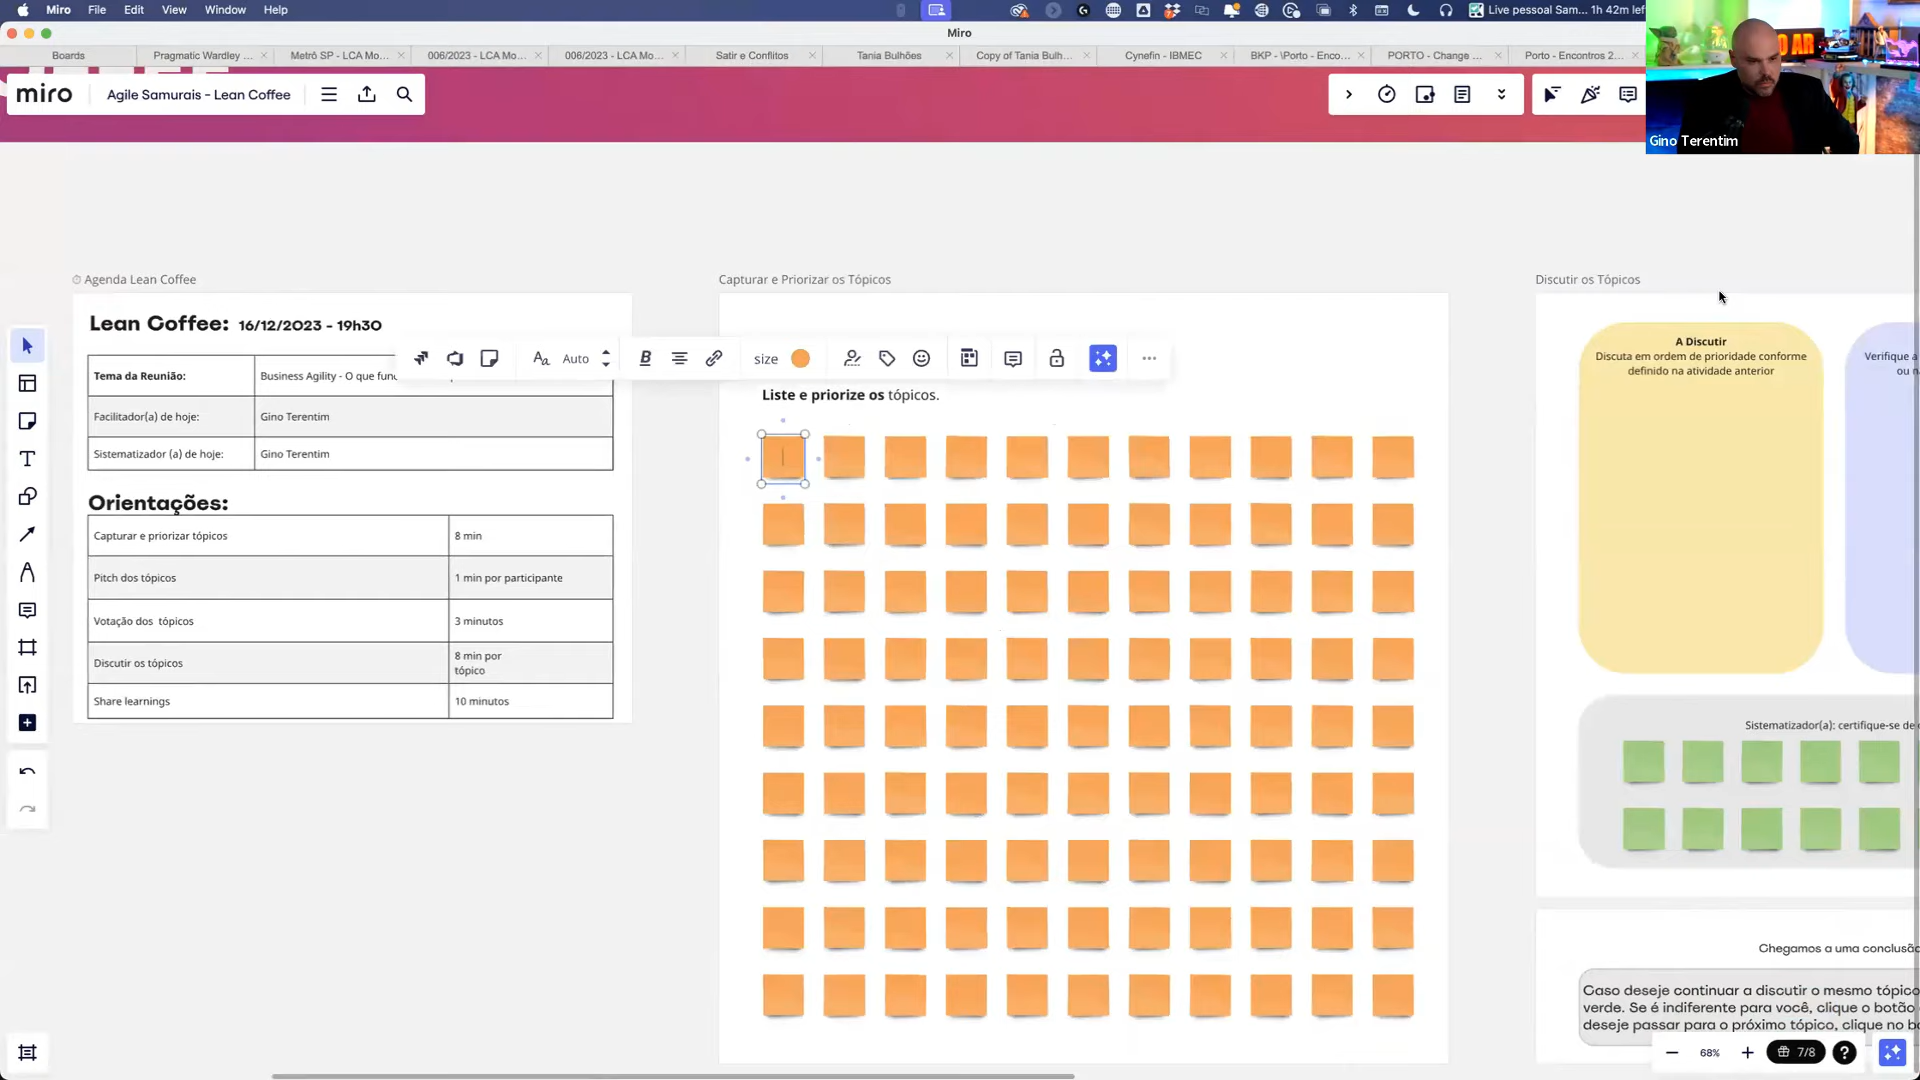 Miro File Edit View Window Help
Live pessoal Sam... 1h 42m lef
Miro
Boards Pragmatic Wardley ... Metrô SP - LCA Mo... 006/2023 - LCA Mo... 006/2023 - LCA Mo... Satir e Conflitos Tania Bulhões Copy of Tania Bulh... Cynefin - IBMEC BKP - \Porto - Enco... PORTO - Change ... Porto - Encontros 2...
miro Agile Samurais - Lean Coffee
O AR
Gino Terentim
Agenda Lean Coffee
Lean Coffee: 16/12/2023 - 19h30
Tema da Reunião: Business Agility - O que func
Facilitador(a) de hoje: Gino Terentim
Sistematizador (a) de hoje: Gino Terentim
Orientações:
Capturar e priorizar tópicos 8 min
Pitch dos tópicos 1 min por participante
Votação dos tópicos 3 minutos
Discutir os tópicos 8 min por
tópico
Share learnings 10 minutos
Aa Auto B size
Capturar e Priorizar os Tópicos
Liste e priorize os tópicos.
Discutir os Tópicos
A Discutir
Discuta em ordem de prioridade conforme
definido na atividade anterior
Verifique a
ou n
Sistematizador(a): certifique-se de
Chegamos a uma conclusão
Caso deseje continuar a discutir o mesmo tópico
verde. Se é indiferente para você, clique o botão
deseje passar para o próximo tópico, clique no b
68% 7/8 ?